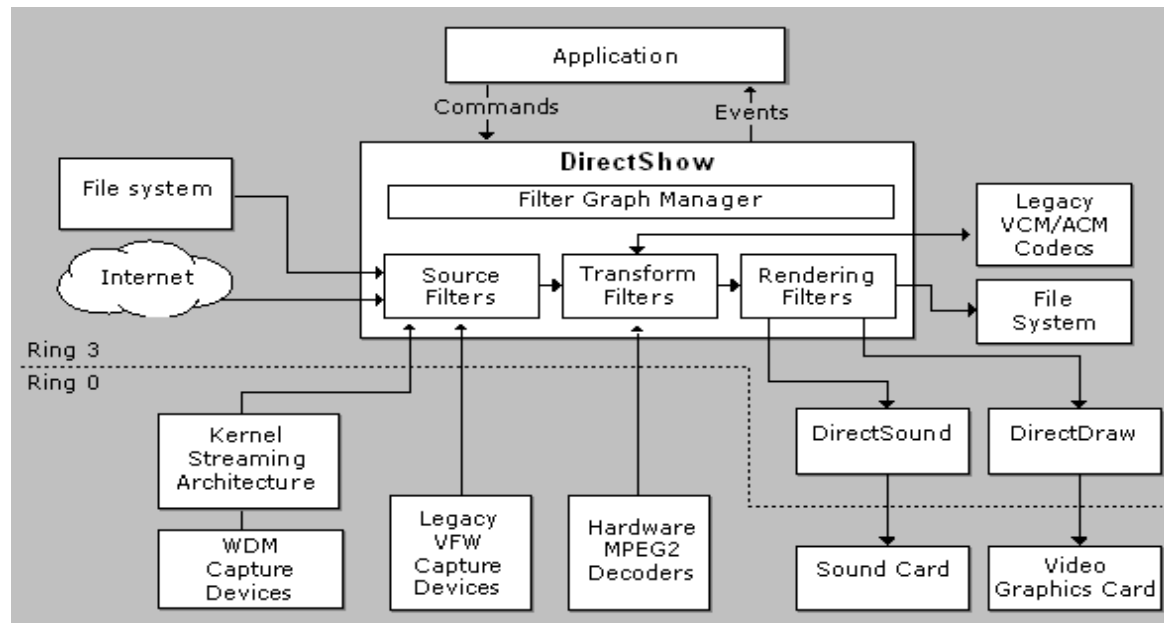 Application
Commands
Events
DirectShow
Filter Graph Manager
File system
Internet
Source
Filters
Transform
Filters
Rendering
Filters
Legacy
VCM/ACM
Codecs
File
System
Ring 3
Ring 0
Kernel
Streaming
Architecture
WDM
Capture
Devices
Legacy
VFW
Capture
Devices
Hardware
MPEG2
Decoders
DirectSound
DirectDraw
Sound Card
Video
Graphics Card